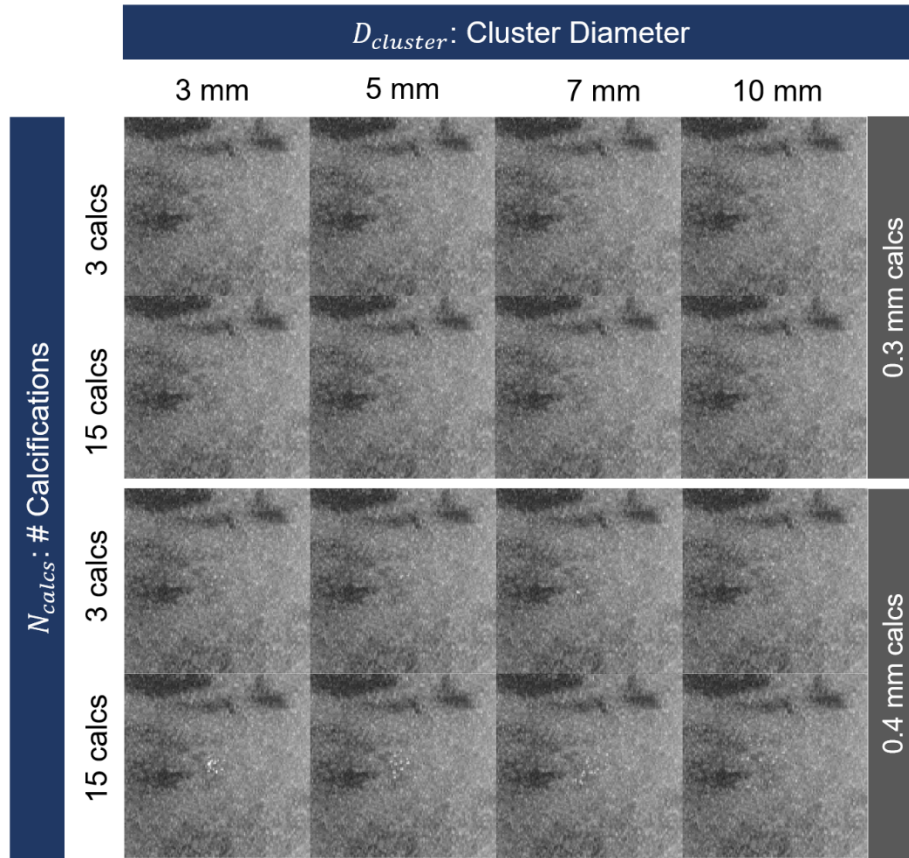 D_cluster: Cluster Diameter
3 mm 5 mm 7 mm 10 mm
N_calcs: # Calcifications
3 calcs
15 calcs
0.3 mm calcs
3 calcs
15 calcs
0.4 mm calcs